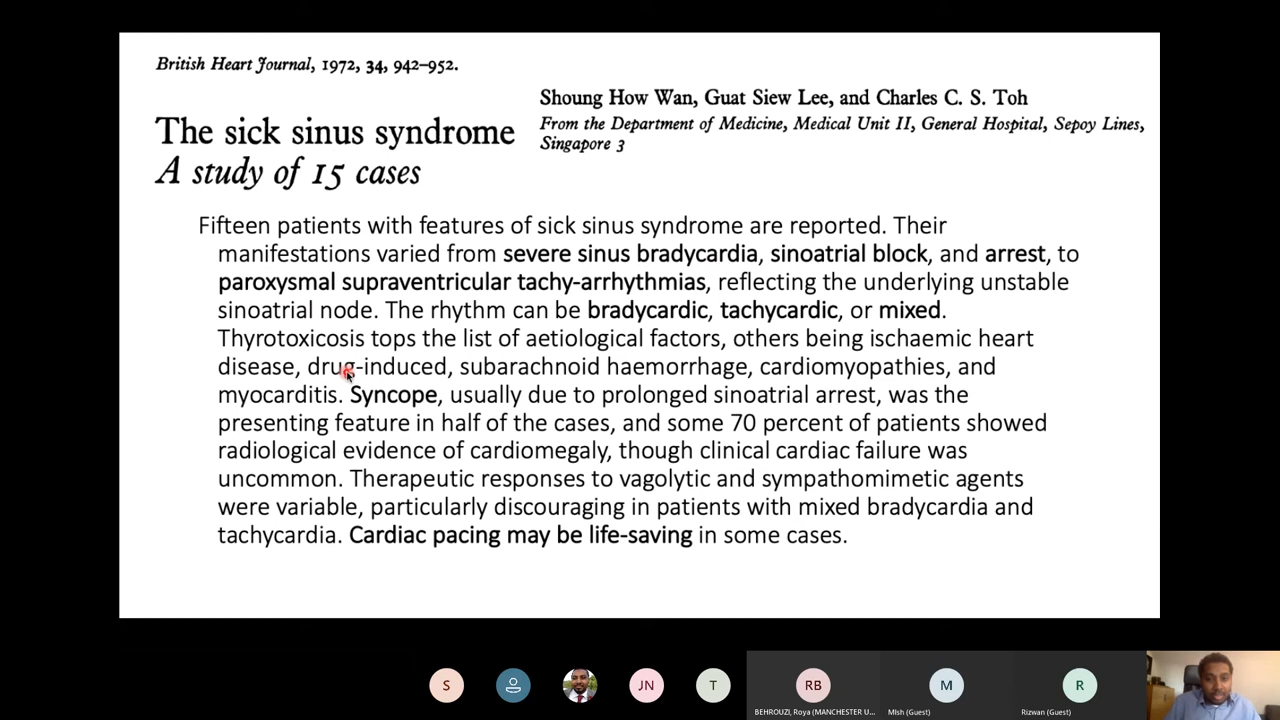 British Heart Journal, 1972, 34, 942–952.
Shoung How Wan, Guat Siew Lee, and Charles C. S. Toh
From the Department of Medicine, Medical Unit II, General Hospital, Sepoy Lines,
Singapore 3
The sick sinus syndrome
A study of 15 cases
Fifteen patients with features of sick sinus syndrome are reported. Their
manifestations varied from severe sinus bradycardia, sinoatrial block, and arrest, to
paroxysmal supraventricular tachy-arrhythmias, reflecting the underlying unstable
sinoatrial node. The rhythm can be bradycardic, tachycardic, or mixed.
Thyrotoxicosis tops the list of aetiological factors, others being ischaemic heart
disease, drug-induced, subarachnoid haemorrhage, cardiomyopathies, and
myocarditis. Syncope, usually due to prolonged sinoatrial arrest, was the
presenting feature in half of the cases, and some 70 percent of patients showed
radiological evidence of cardiomegaly, though clinical cardiac failure was
uncommon. Therapeutic responses to vagolytic and sympathomimetic agents
were variable, particularly discouraging in patients with mixed bradycardia and
tachycardia. Cardiac pacing may be life-saving in some cases.
S
JN
T
RB
M
R
BEHROUZI, Roya (MANCHESTER U...
MIsh (Guest)
Rizwan (Guest)